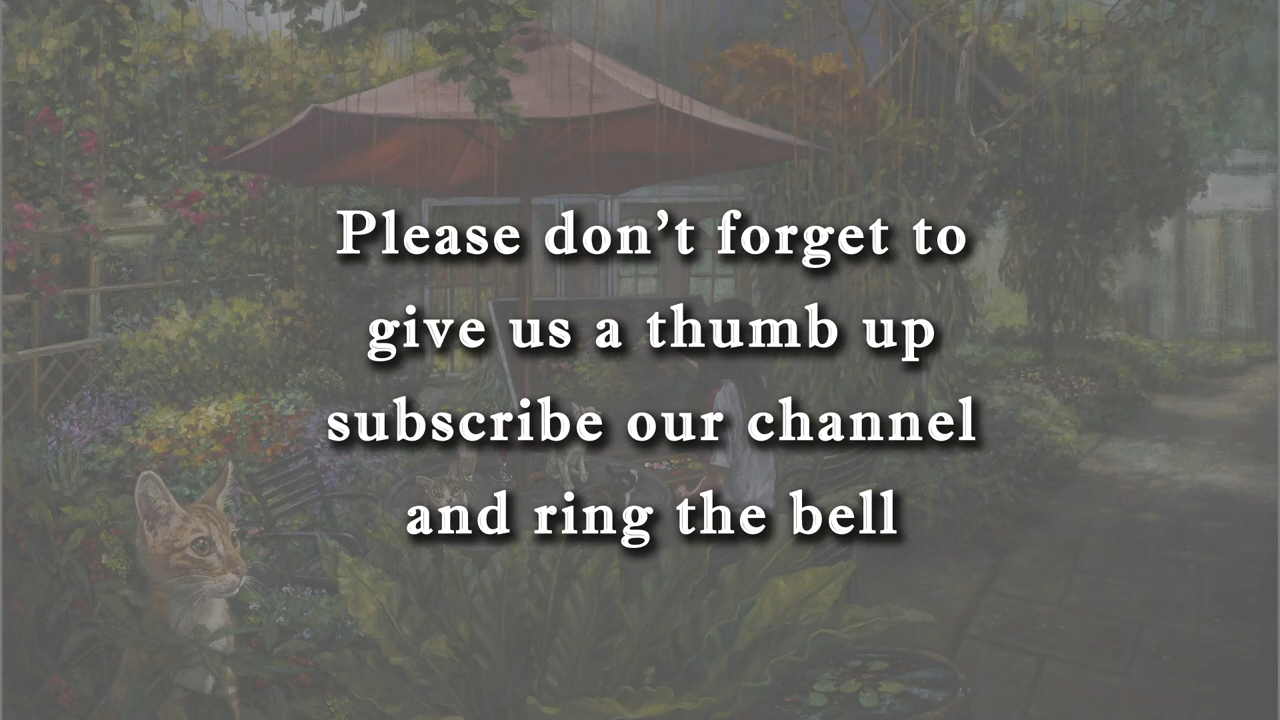 Please don’t forget to
give us a thumb up
subscribe our channel
and ring the bell